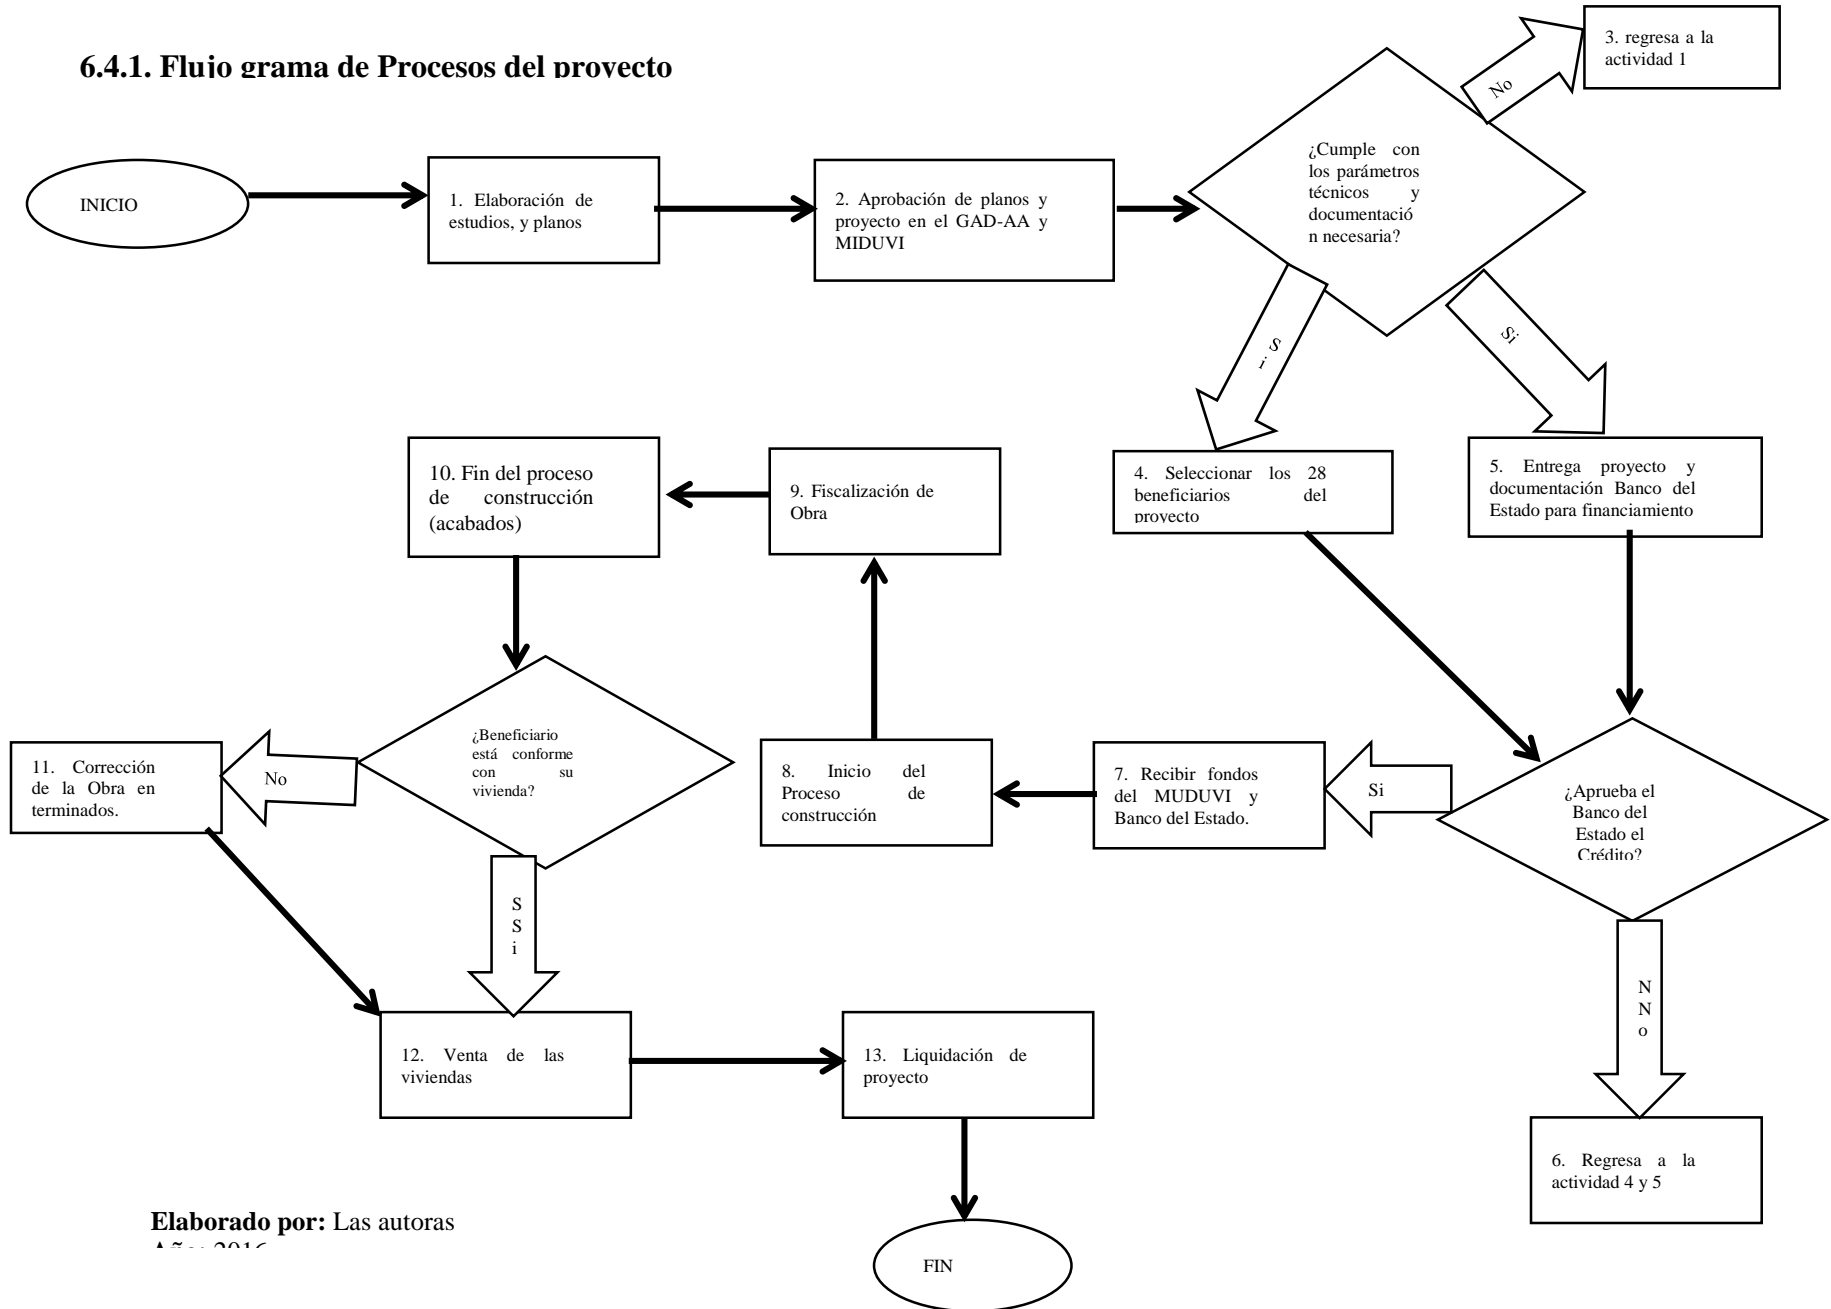 6.4.1. Flujo grama de Procesos del proyecto
3. regresa a la
actividad 1
No
INICIO
1. Elaboración de
estudios, y planos
2. Aprobación de planos y
proyecto en el GAD-AA y
MIDUVI
¿Cumple con
los parámetros
técnicos y
documentació
n necesaria?
S
i
Si
10. Fin del proceso
de construcción
(acabados)
9. Fiscalización de
Obra
4. Seleccionar los 28
beneficiarios del
proyecto
5. Entrega proyecto y
documentación Banco del
Estado para financiamiento
¿Beneficiario
está conforme
con su
vivienda?
11. Corrección
de la Obra en
terminados.
No
8. Inicio del
Proceso de
construcción
7. Recibir fondos
del MUDUVI y
Banco del Estado.
Si
¿Aprueba el
Banco del
Estado el
Crédito?
S
S
i
N
N
o
12. Venta de las
viviendas
13. Liquidación de
proyecto
6. Regresa a la
actividad 4 y 5
Elaborado por: Las autoras
Año: 2016
FIN